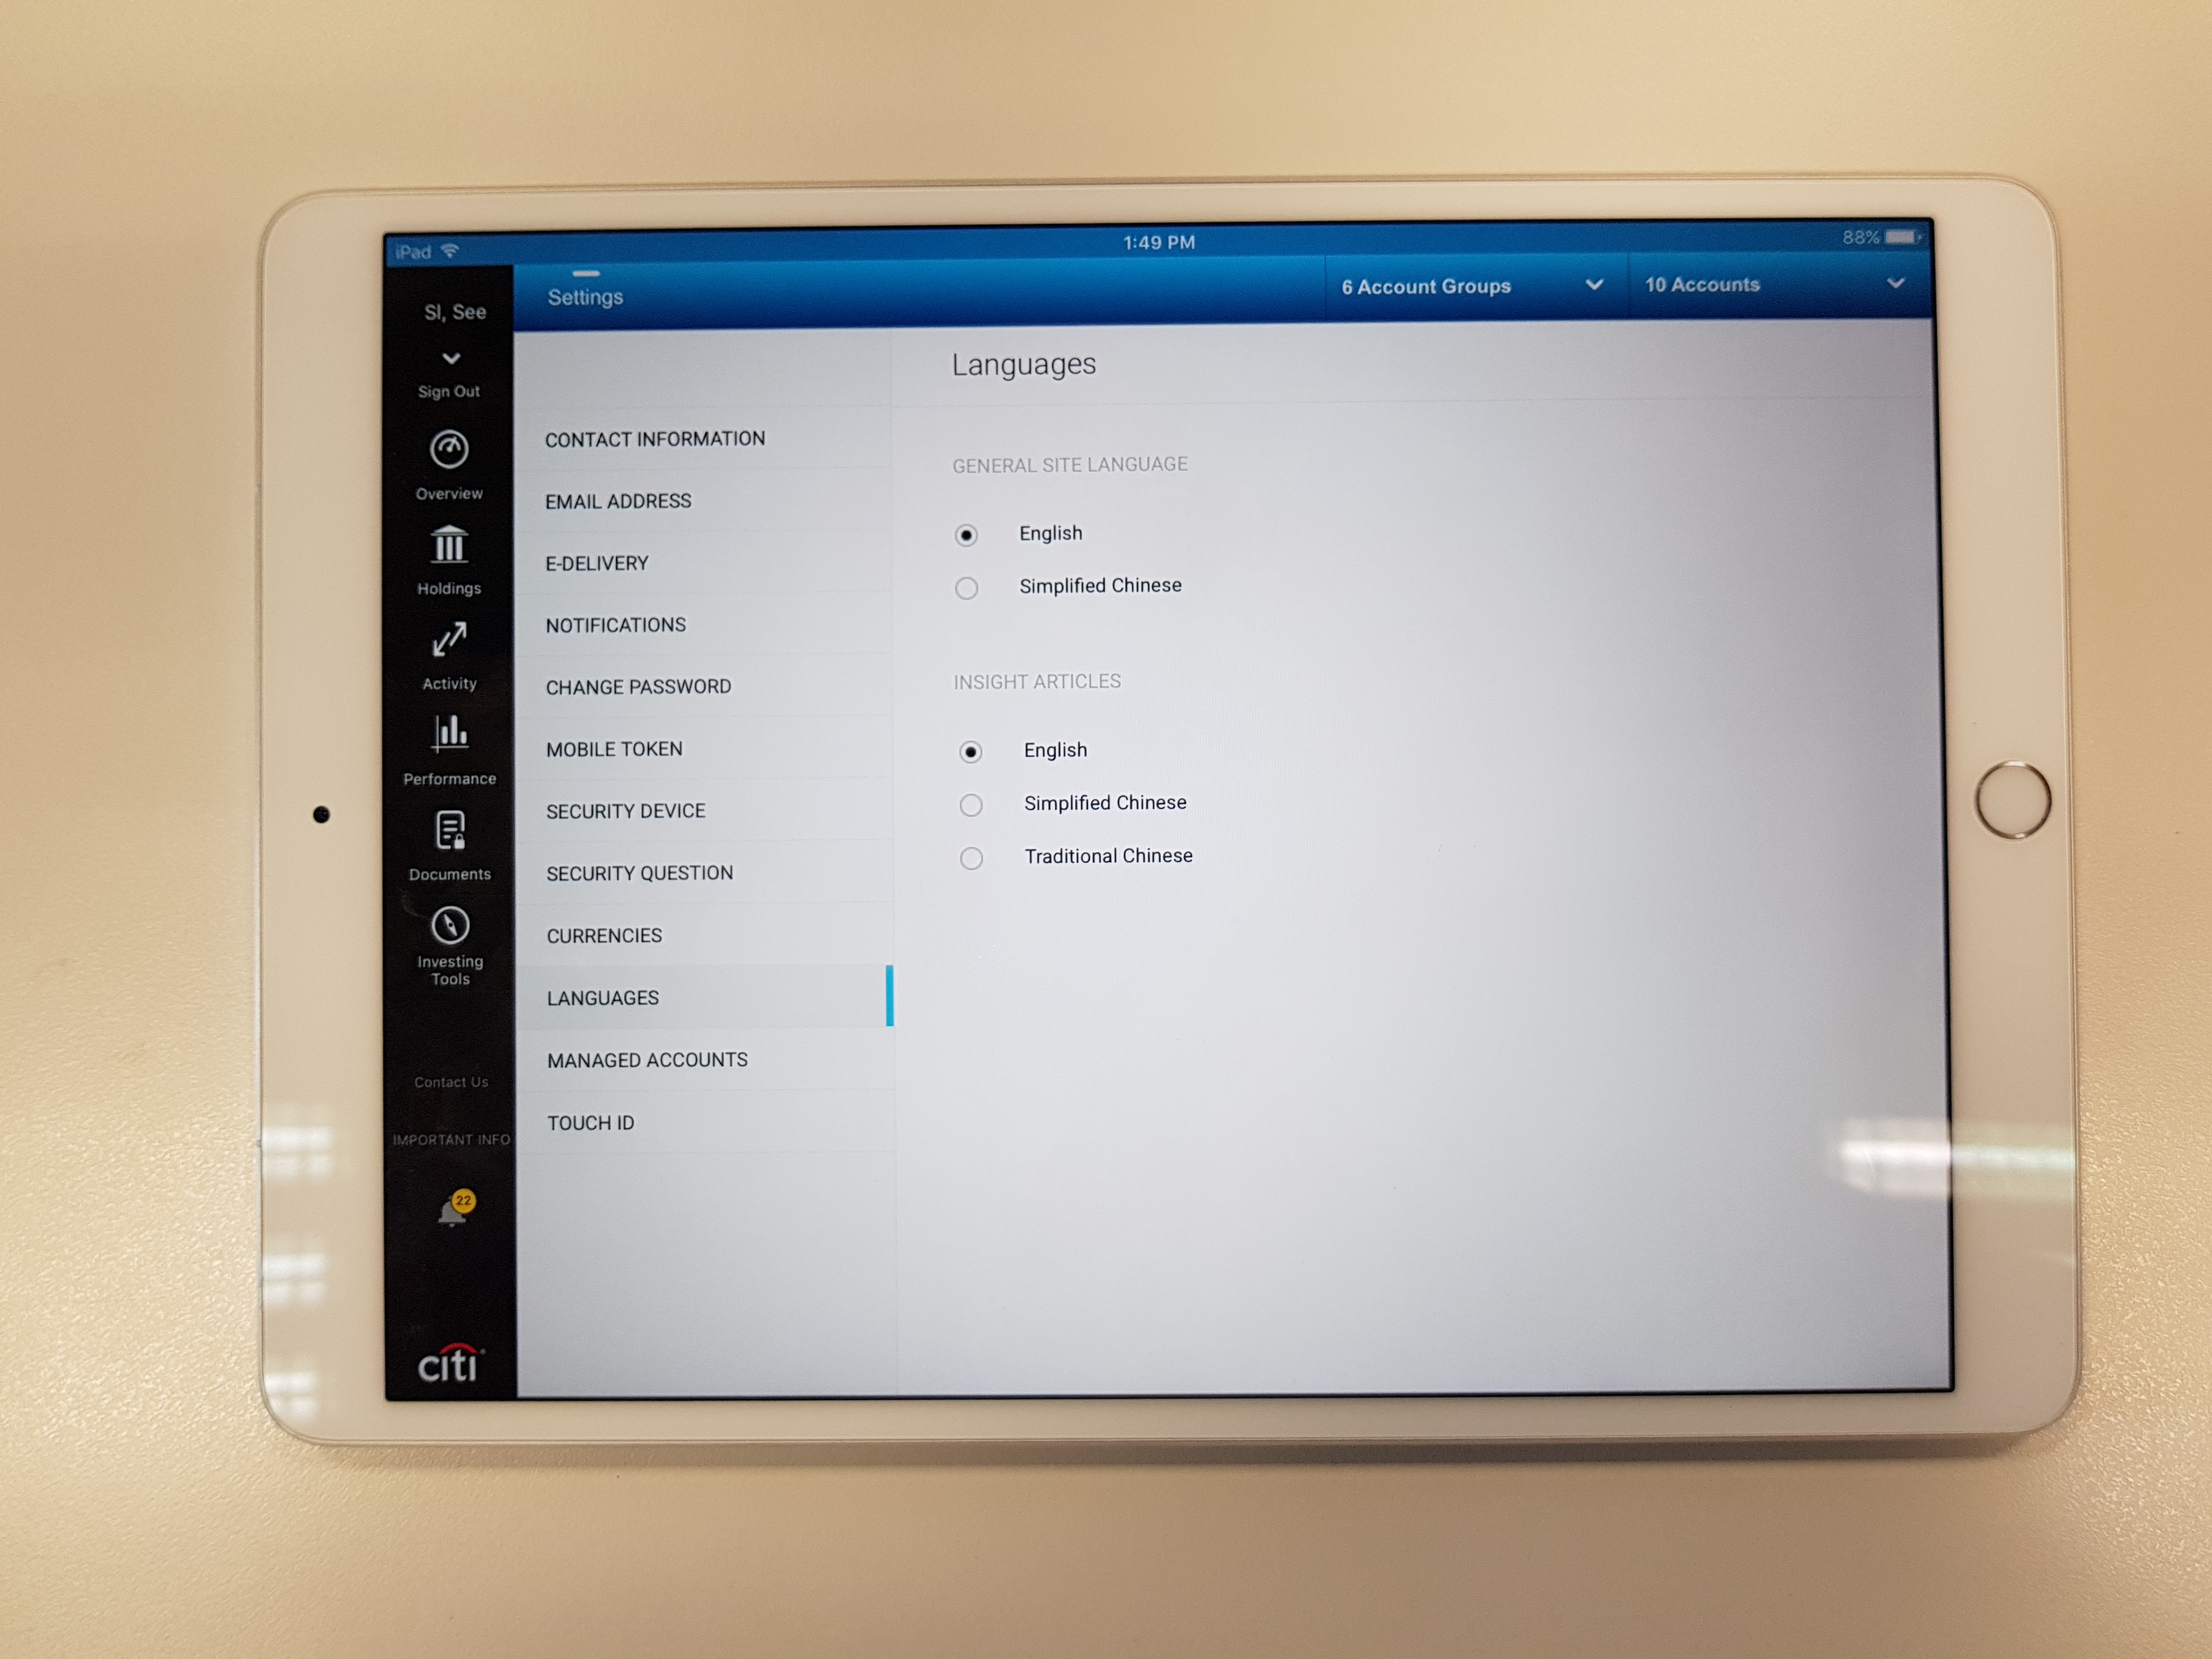 iPad
1:49 PM
88%
SI, See
Sign Out
Overview
Holdings
Activity
Performance
Documents
Investing
Tools
Contact Us
IMPORTANT INFO
22
citi
Settings
6 Account Groups
10 Accounts
CONTACT INFORMATION
EMAIL ADDRESS
E-DELIVERY
NOTIFICATIONS
CHANGE PASSWORD
MOBILE TOKEN
SECURITY DEVICE
SECURITY QUESTION
CURRENCIES
LANGUAGES
MANAGED ACCOUNTS
TOUCH ID
Languages
GENERAL SITE LANGUAGE
English
Simplified Chinese
INSIGHT ARTICLES
English
Simplified Chinese
Traditional Chinese